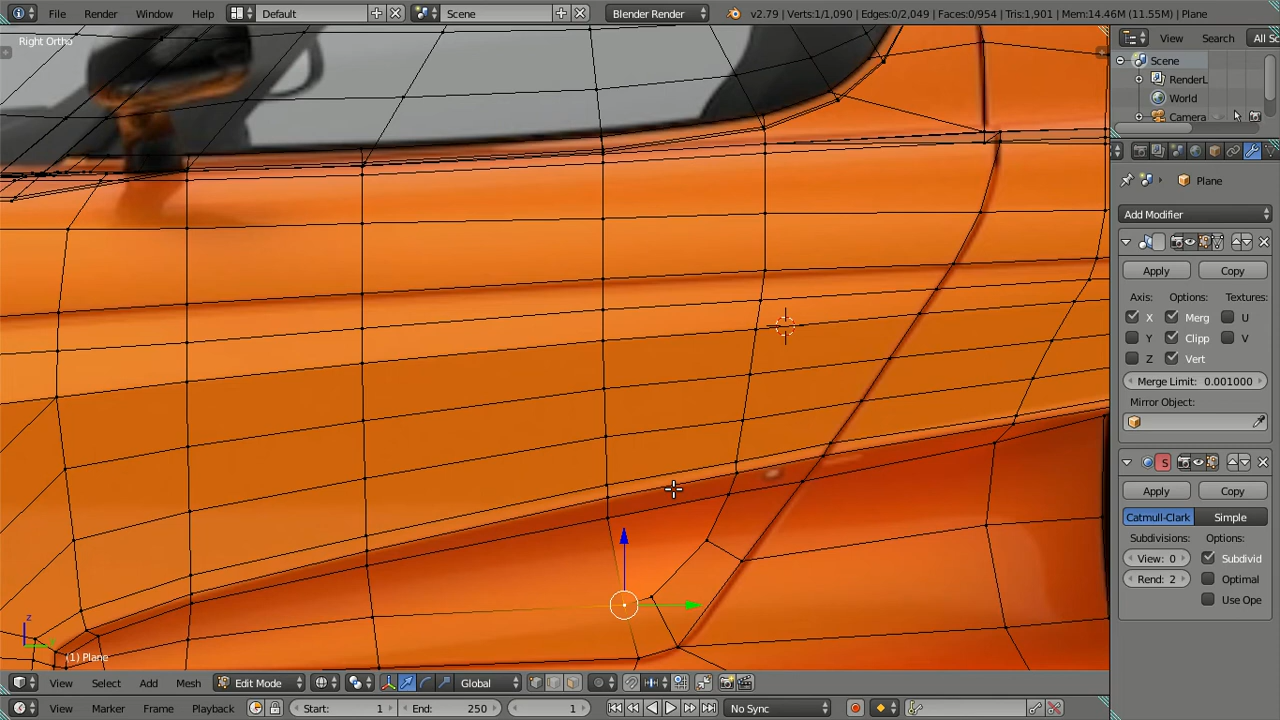 File Render Window Help Default Scene Blender Render v2.79 | Verts:1/1,090 | Edges:0/2,049 | Faces:0/954 | Tris:1,901 | Mem:14.46M (11.55M) | Plane
Right Ortho
View Search All Sc
Scene
RenderL
World
Camera
Plane
Add Modifier
Apply Copy
Axis: Options: Textures:
X Merg U
Y Clipp V
Z Vert
Merge Limit: 0.001000
Mirror Object:
S
Apply Copy
Catmull-Clark Simple
Subdivisions: Options:
View: 0 Subdivid
Rend: 2 Optimal
Use Ope
z
y
(1) Plane
View Select Add Mesh Edit Mode Global
View Marker Frame Playback Start: 1 End: 250 1 No Sync